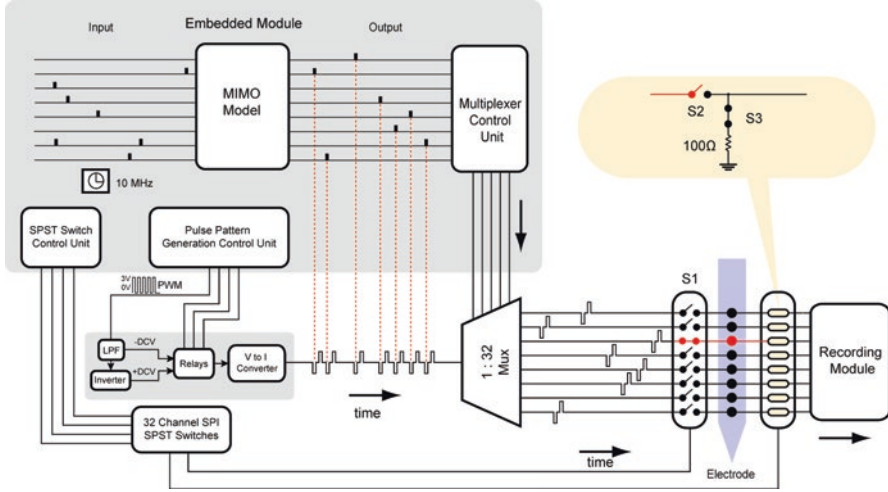 Embedded Module
Input
Output
MIMO
Model
Multiplexer
Control
Unit
10 MHz
S2
S3
100Ω
SPST Switch
Control Unit
Pulse Pattern
Generation Control Unit
3V
0V
PWM
S1
LPF
-DCV
Relays
V to I
Converter
Inverter
+DCV
1 : 32
Mux
Recording
Module
time
32 Channel SPI
SPST Switches
time
Electrode